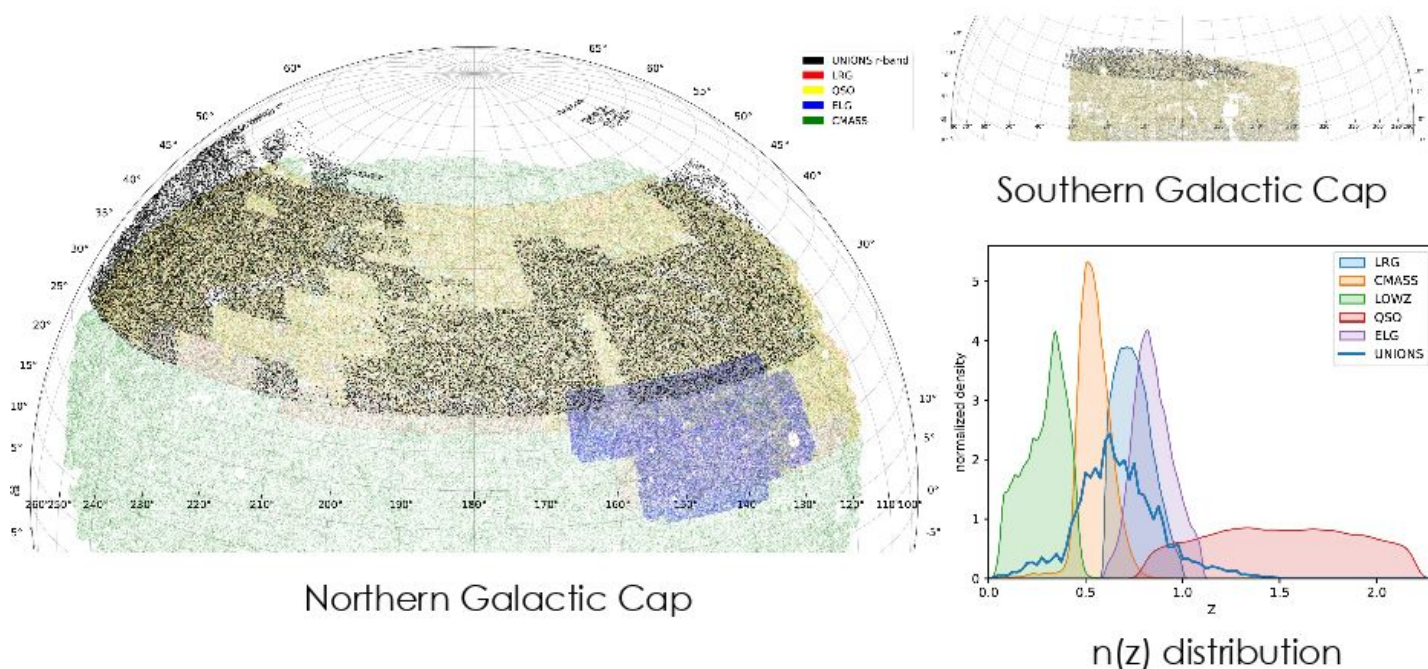 65°
60°
60°
55°
50°
50°
45°
45°
40°
40°
35°
30°
30°
25°
20°
15°
10°
10°
5°
5°
0°
5°
-5°
260°250° 240° 230° 220° 210° 200° 190° 180° 170° 160° 150° 140° 130° 120° 110°100°
UNIONS r-band
LRG
QSO
ELG
CMASS
Northern Galactic Cap
Southern Galactic Cap
LRG
CMASS
LOWZ
QSO
ELG
UNIONS
normalized density
5
4
3
2
1
0
0.0 0.5 1.0 1.5 2.0
z
n(z) distribution